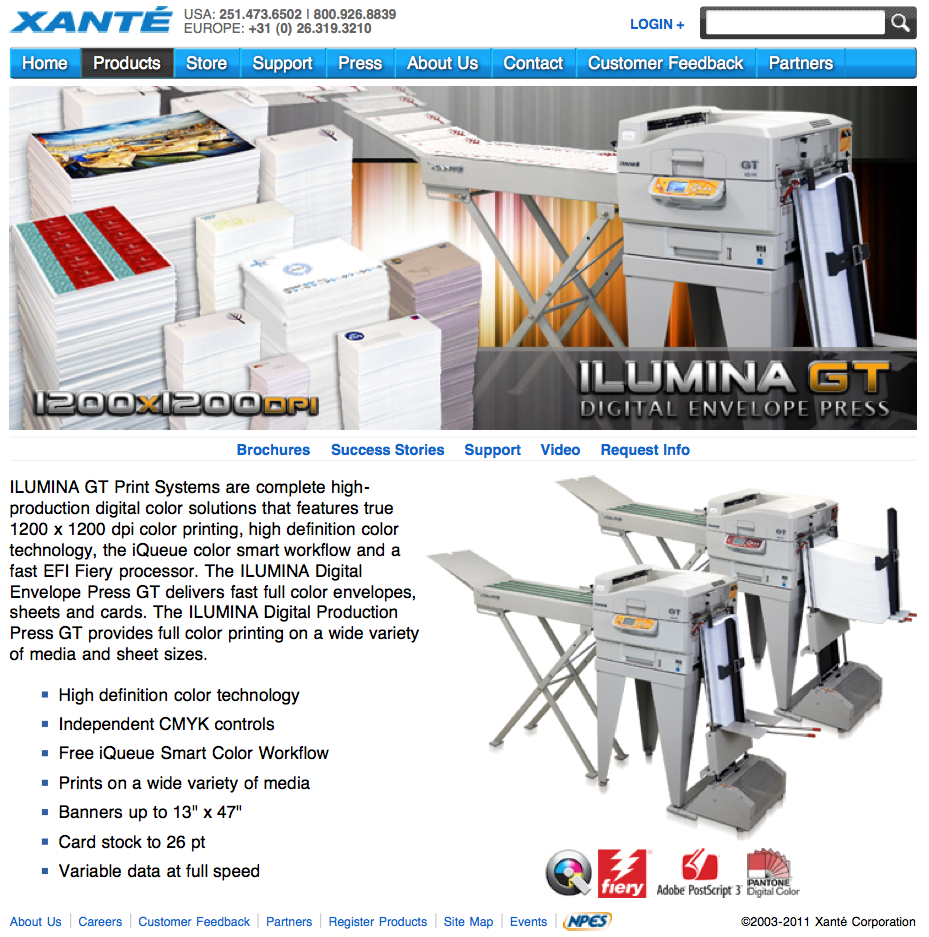 XANTÉ
USA: 251.473.6502 | 800.926.8839
EUROPE: +31 (0) 26.319.3210
LOGIN +
Home Products Store Support Press About Us Contact Customer Feedback Partners
GT
1200x1200DPI
ILUMINA GT
DIGITAL ENVELOPE PRESS
Brochures Success Stories Support Video Request Info
ILUMINA GT Print Systems are complete high-
production digital color solutions that features true
1200 x 1200 dpi color printing, high definition color
technology, the iQueue color smart workflow and a
fast EFI Fiery processor. The ILUMINA Digital
Envelope Press GT delivers fast full color envelopes,
sheets and cards. The ILUMINA Digital Production
Press GT provides full color printing on a wide variety
of media and sheet sizes.
GT
GT
High definition color technology
Independent CMYK controls
Free iQueue Smart Color Workflow
Prints on a wide variety of media
Banners up to 13" x 47"
Card stock to 26 pt
Variable data at full speed
fiery
Adobe PostScript 3
PANTONE
Digital Color
About Us | Careers | Customer Feedback | Partners | Register Products | Site Map | Events | NPES
©2003-2011 Xanté Corporation